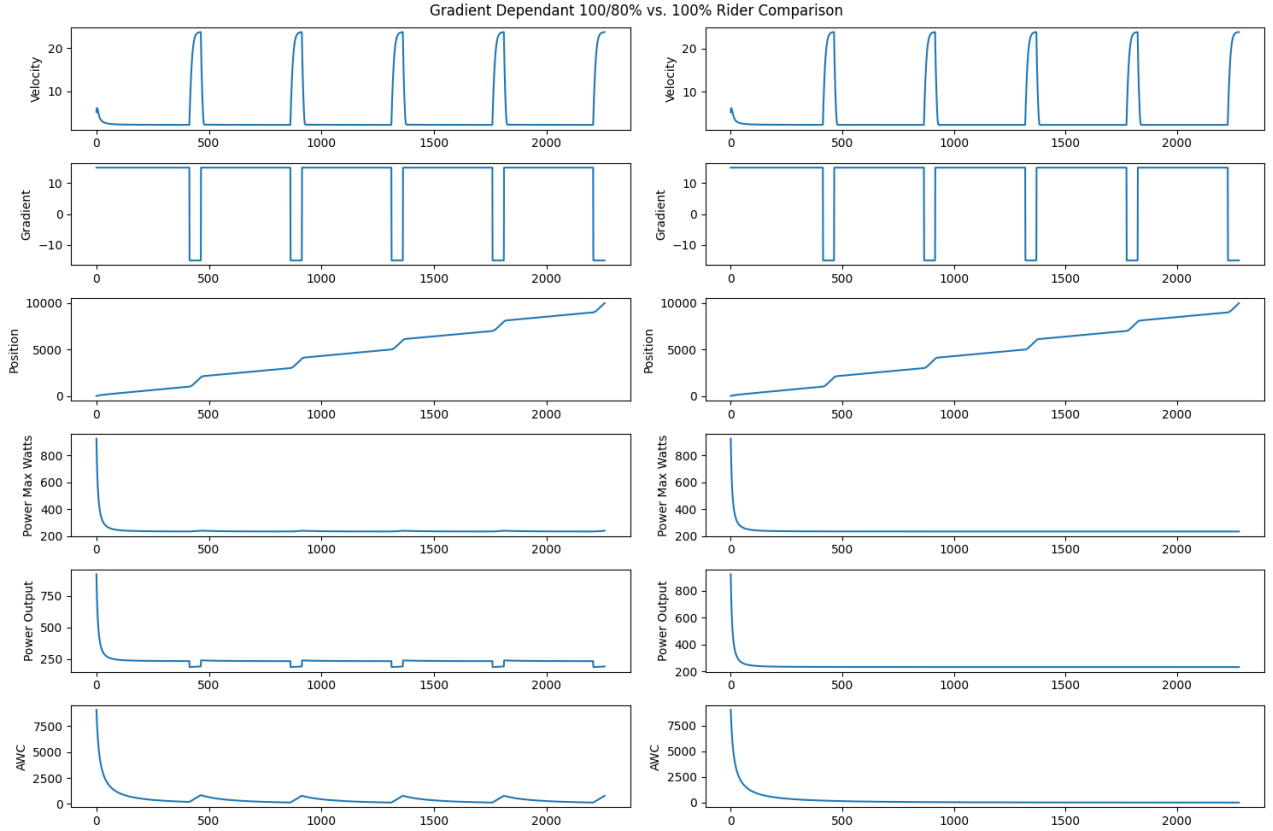 Gradient Dependant 100/80% vs. 100% Rider Comparison
Velocity
20
10
0 500 1000 1500 2000
Velocity
20
10
0 500 1000 1500 2000
Gradient
10
0
−10
0 500 1000 1500 2000
Gradient
10
0
−10
0 500 1000 1500 2000
Position
10000
5000
0
0 500 1000 1500 2000
Position
10000
5000
0
0 500 1000 1500 2000
Power Max Watts
800
600
400
200
0 500 1000 1500 2000
Power Max Watts
800
600
400
200
0 500 1000 1500 2000
Power Output
750
500
250
0 500 1000 1500 2000
Power Output
800
600
400
200
0 500 1000 1500 2000
AWC
7500
5000
2500
0
0 500 1000 1500 2000
AWC
7500
5000
2500
0
0 500 1000 1500 2000